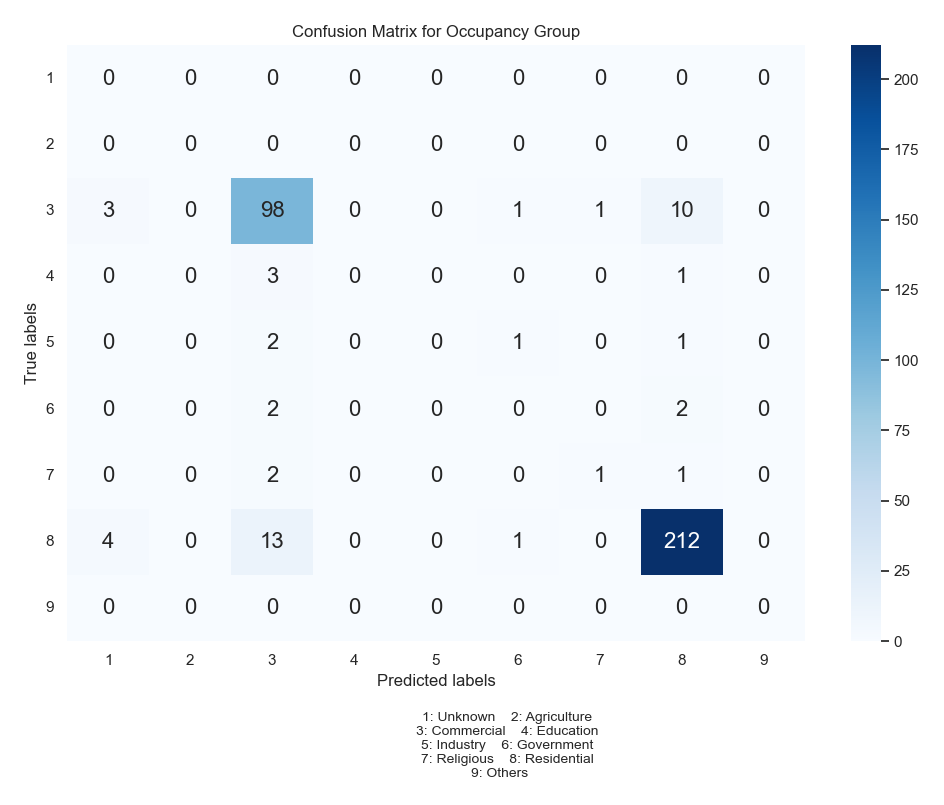 Confusion Matrix for Occupancy Group
1 0 0 0 0 0 0 0 0 0
2 0 0 0 0 0 0 0 0 0
3 3 0 98 0 0 1 1 10 0
4 0 0 3 0 0 0 0 1 0
5 0 0 2 0 0 1 0 1 0
6 0 0 2 0 0 0 0 2 0
7 0 0 2 0 0 0 1 1 0
8 4 0 13 0 0 1 0 212 0
9 0 0 0 0 0 0 0 0 0
1 2 3 4 5 6 7 8 9
True labels
Predicted labels
200
175
150
125
100
75
50
25
0
1: Unknown 2: Agriculture
3: Commercial 4: Education
5: Industry 6: Government
7: Religious 8: Residential
9: Others